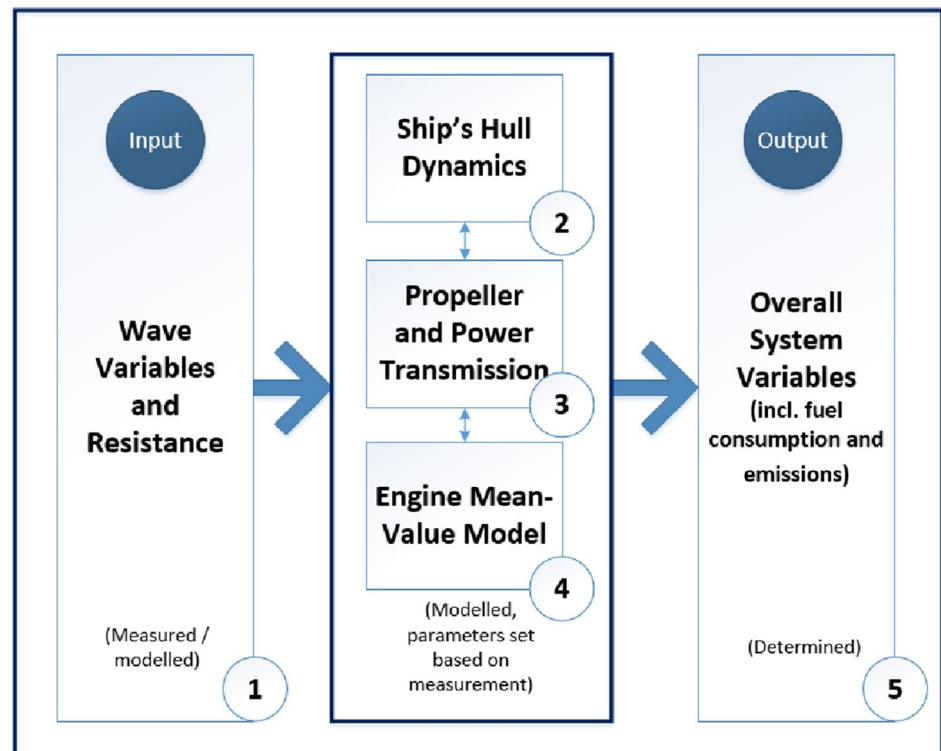 Input
Wave
Variables
and
Resistance
(Measured /
modelled)
1
Ship's Hull
Dynamics
2
Propeller
and Power
Transmission
3
Engine Mean-
Value Model
4
(Modelled,
parameters set
based on
measurement)
Output
Overall
System
Variables
(incl. fuel
consumption and
emissions)
(Determined)
5